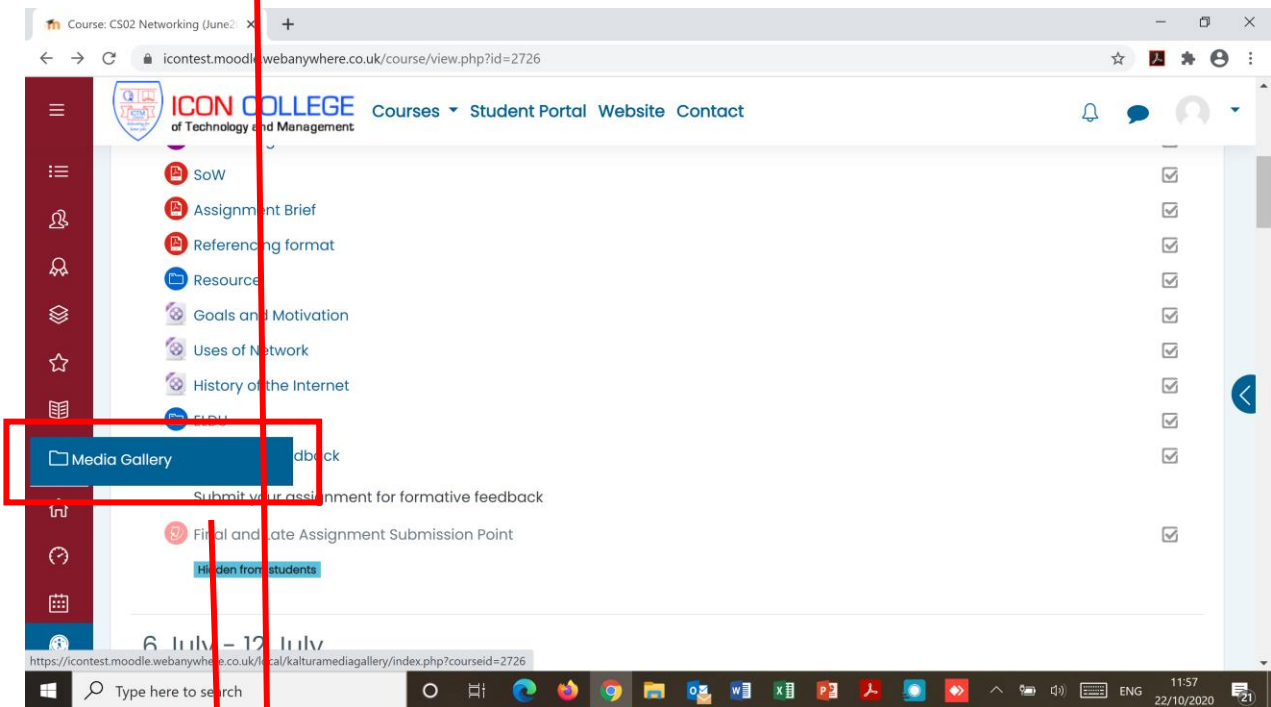 Course: CS02 Networking (June2
icontest.moodle.webanywhere.co.uk/course/view.php?id=2726
ICON COLLEGE
of Technology and Management
Courses Student Portal Website Contact
SoW
Assignment Brief
Referencing format
Resource
Goals and Motivation
Uses of Network
History of the Internet
ELDU
Media Gallery
dback
Submit your assignment for formative feedback
Final and Late Assignment Submission Point
Hidden from students
6 July - 12 July
https://icontest.moodle.webanywhere.co.uk/local/kalturamediagallery/index.php?courseid=2726
Type here to search
ENG
11:57
22/10/2020
21